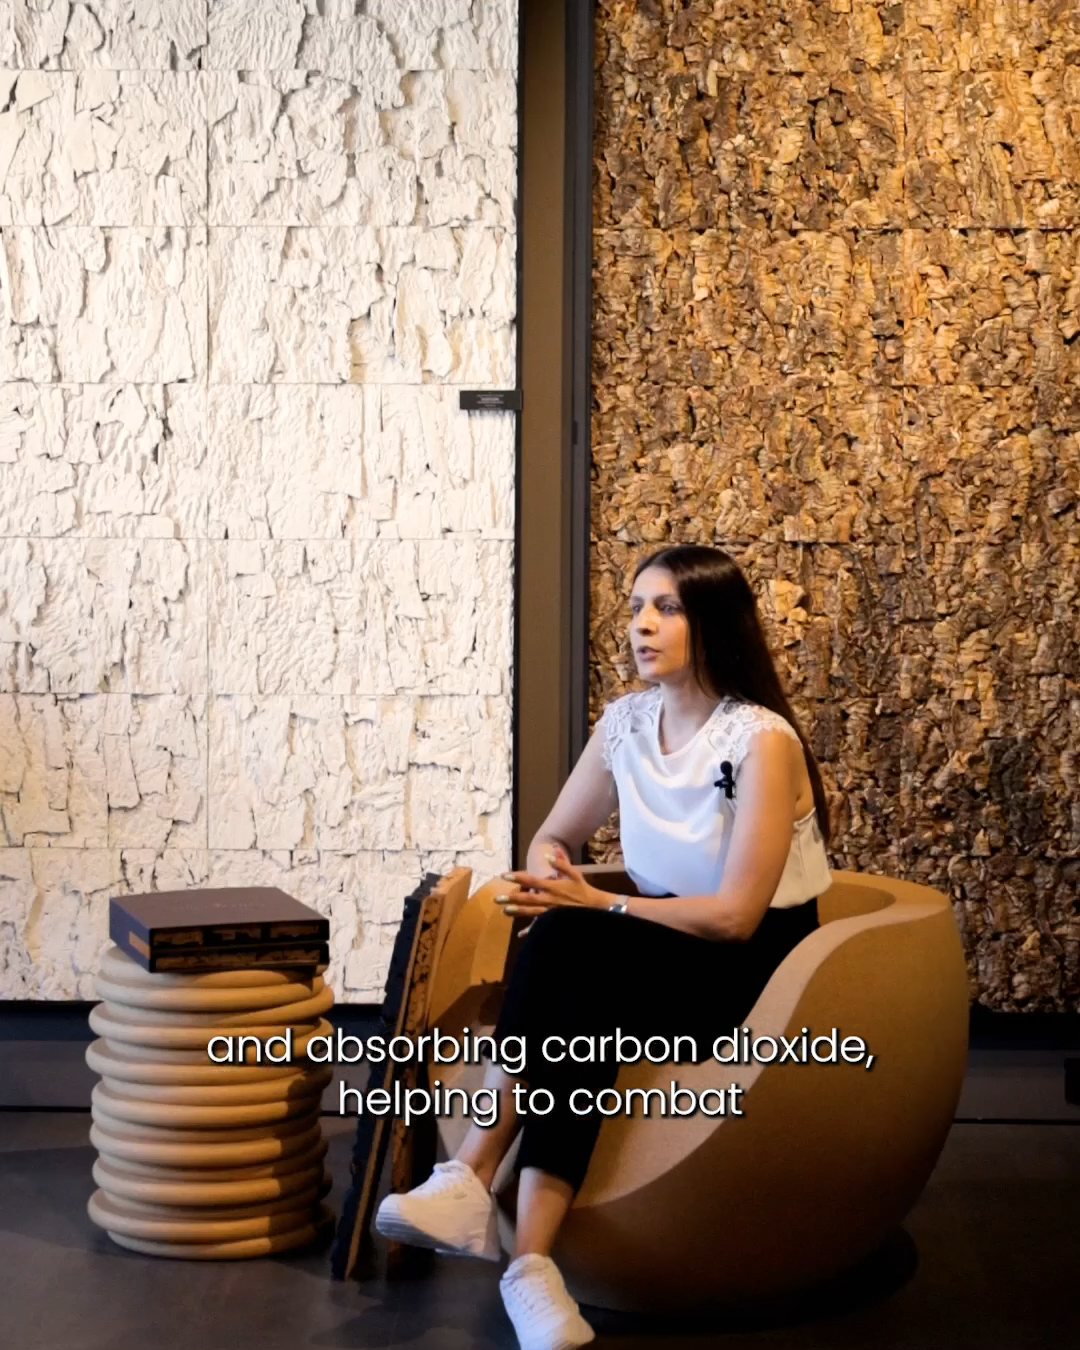 and absorbing carbon dioxide,
helping to combat